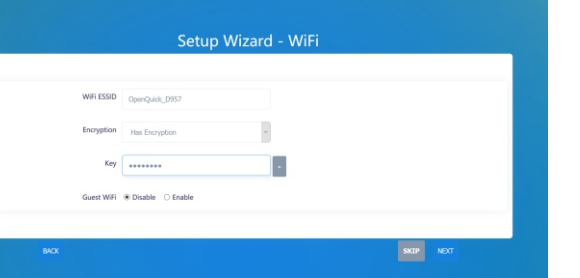 Setup Wizard - WiFi
WiFi ESSID OpenQuick_D957
Encryption Has Encryption
Key ********
Guest WiFi Disable Enable
BACK SKIP NEXT